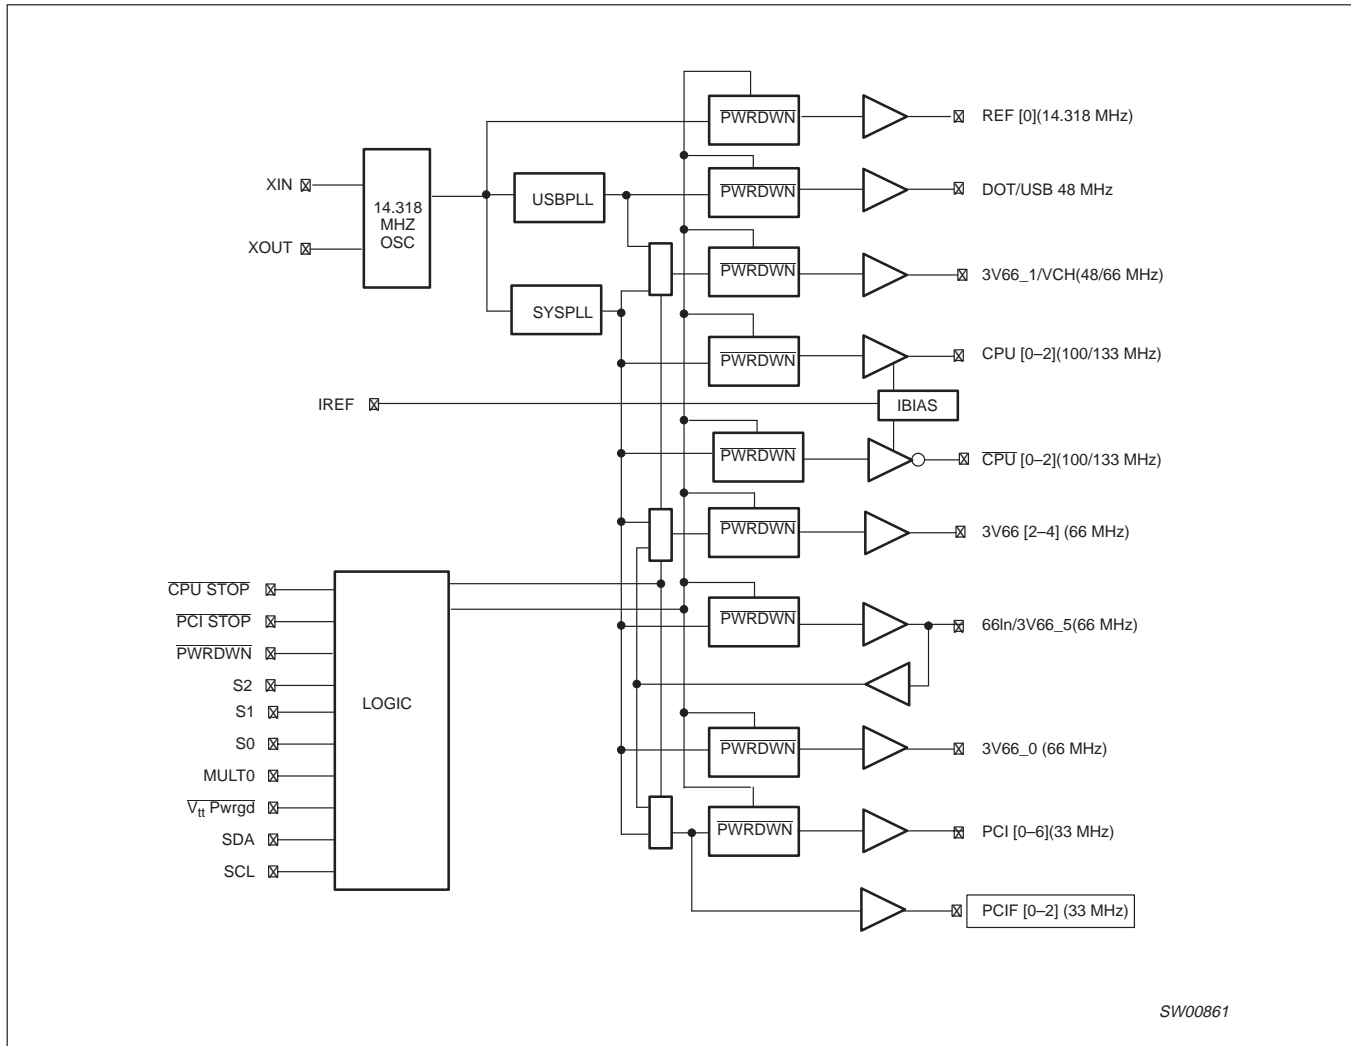 PWRDWN
REF [0](14.318 MHz)
XIN
14.318
MHZ
OSC
XOUT
USBPLL
PWRDWN
DOT/USB 48 MHz
PWRDWN
3V66_1/VCH(48/66 MHz)
SYSPLL
PWRDWN
CPU [0–2](100/133 MHz)
IREF
IBIAS
PWRDWN
CPU [0–2](100/133 MHz)
PWRDWN
3V66 [2–4] (66 MHz)
PWRDWN
66In/3V66_5(66 MHz)
CPU STOP
PCI STOP
PWRDWN
S2
S1
S0
MULT0
Vtt Pwrgd
SDA
SCL
LOGIC
PWRDWN
3V66_0 (66 MHz)
PWRDWN
PCI [0–6](33 MHz)
PCIF [0–2] (33 MHz)
SW00861